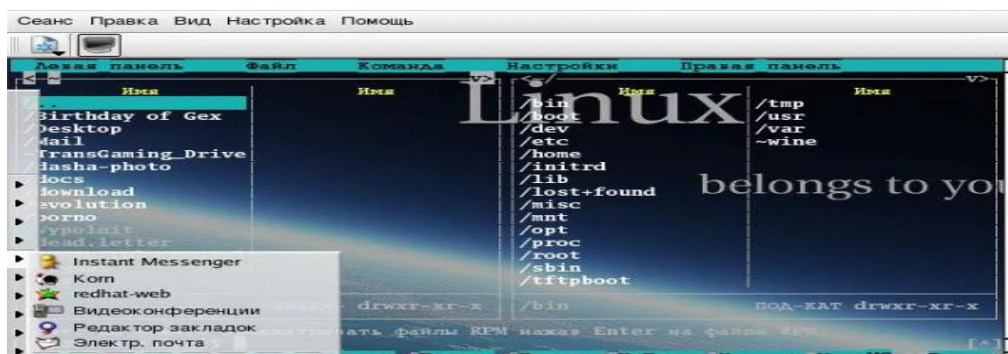 Сеанс Правка Вид Настройка Помощь
Левая панель Файл Команда Настройки Правая панель
Имя Имя Имя Имя
Linux
belongs to you
/..
/Birthday of Gex
/Desktop
/Mail
~TransGaming_Drive
/dasha-photo
/docs
/download
/evolution
/porno
dead.letter
/bin
/boot
/dev
/etc
/home
/initrd
/lib
/lost+found
/misc
/mnt
/opt
/proc
/root
/sbin
/tftpboot
/tmp
/usr
/var
~wine
drwxr-xr-x
/bin ПОД-КАТ drwxr-xr-x
файлы RPM нажав Enter на файле RPM
Instant Messenger
Korn
redhat-web
Видеоконференции
Редактор закладок
Электр. почта